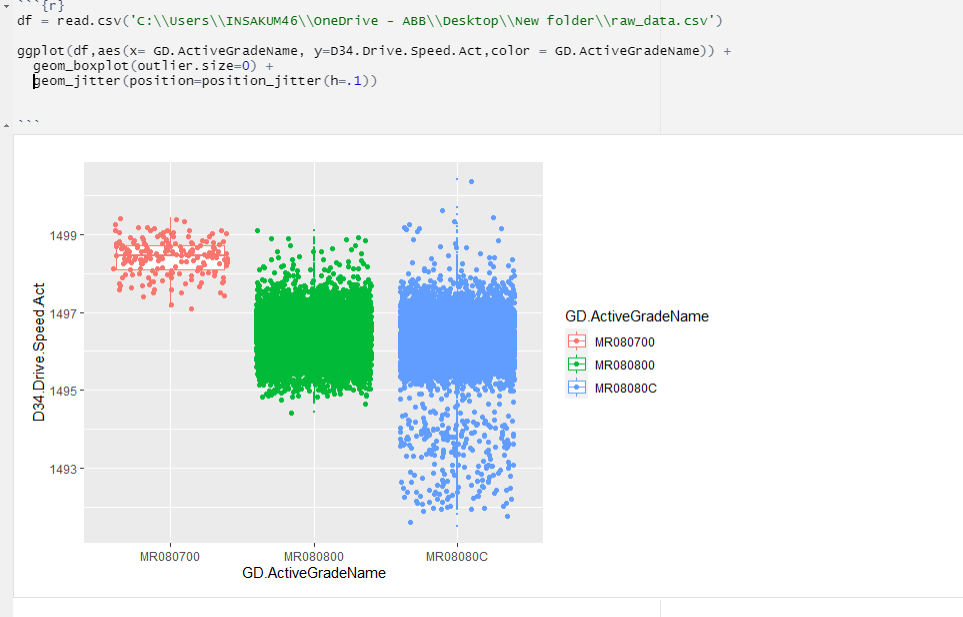 ```{r}
df = read.csv('C:\\Users\\INSAKUM46\\OneDrive - ABB\\Desktop\\New folder\\raw_data.csv')
ggplot(df,aes(x= GD.ActiveGradeName, y=D34.Drive.Speed.Act,color = GD.ActiveGradeName)) +
geom_boxplot(outlier.size=0) +
geom_jitter(position=position_jitter(h=.1))
```
D34.Drive.Speed.Act
1499
1497
1495
1493
MR080700 MR080800 MR08080C
GD.ActiveGradeName
GD.ActiveGradeName
MR080700
MR080800
MR08080C